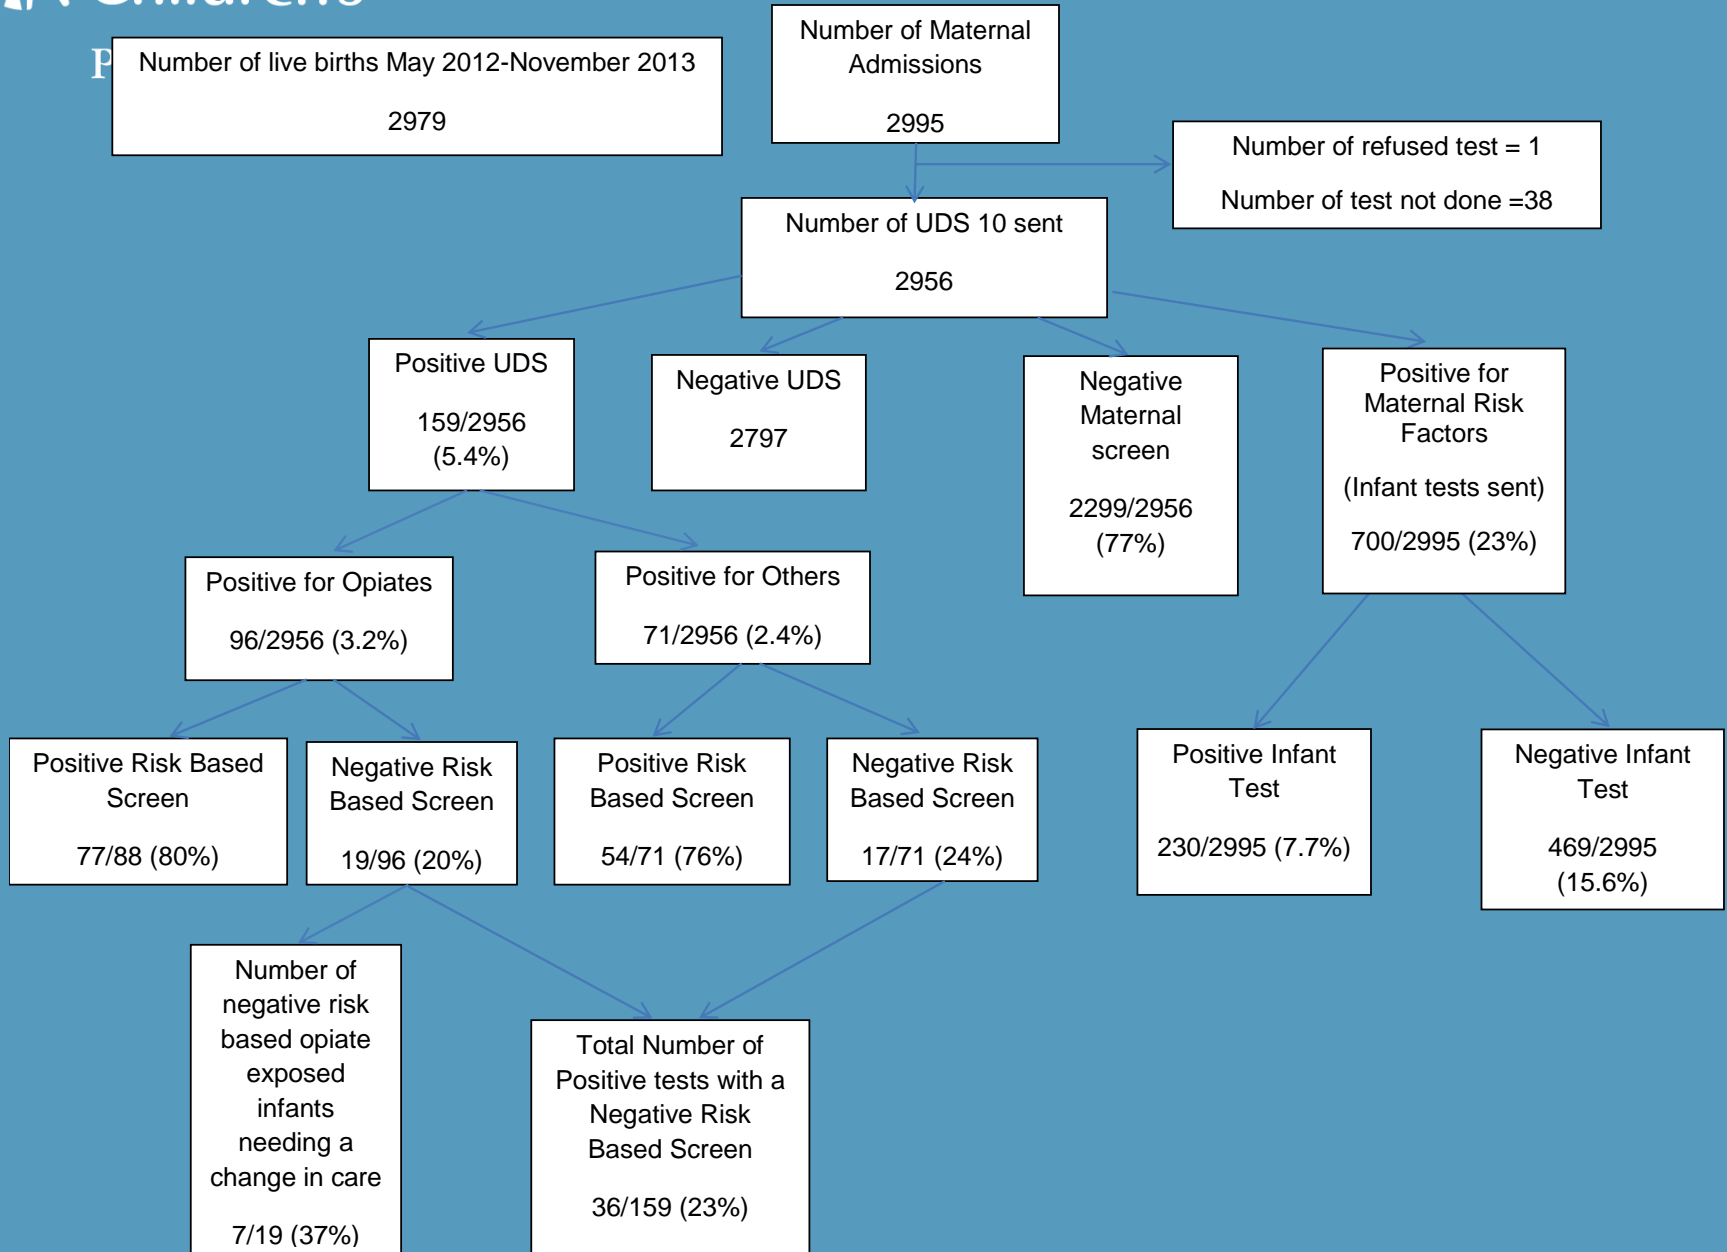 Children's
P
Number of live births May 2012-November 2013
2979
Number of Maternal
Admissions
2995
Number of refused test = 1
Number of test not done =38
Number of UDS 10 sent
2956
Positive UDS
159/2956
(5.4%)
Negative UDS
2797
Negative
Maternal
screen
2299/2956
(77%)
Positive for
Maternal Risk
Factors
(Infant tests sent)
700/2995 (23%)
Positive for Opiates
96/2956 (3.2%)
Positive for Others
71/2956 (2.4%)
Positive Risk Based
Screen
77/88 (80%)
Negative Risk
Based Screen
19/96 (20%)
Positive Risk
Based Screen
54/71 (76%)
Negative Risk
Based Screen
17/71 (24%)
Positive Infant
Test
230/2995 (7.7%)
Negative Infant
Test
469/2995
(15.6%)
Number of
negative risk
based opiate
exposed
infants
needing a
change in care
7/19 (37%)
Total Number of
Positive tests with a
Negative Risk
Based Screen
36/159 (23%)